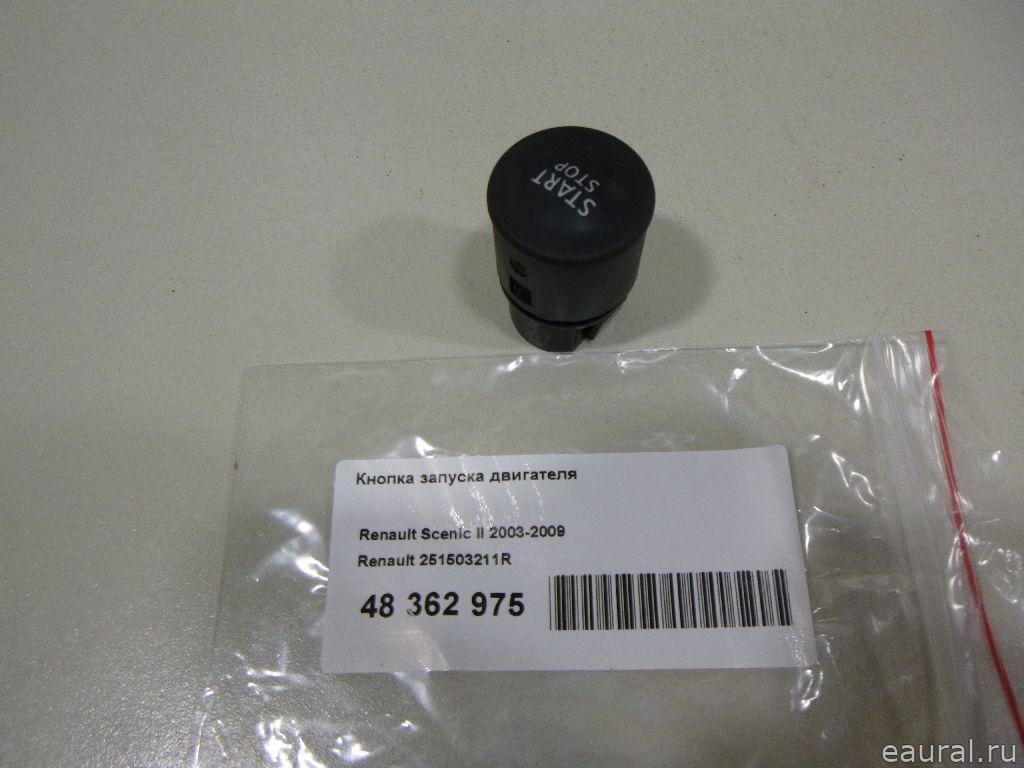 START
STOP
Кнопка запуска двигателя
Renault Scenic II 2003-2009
Renault 251503211R
48 362 975
eaural.ru